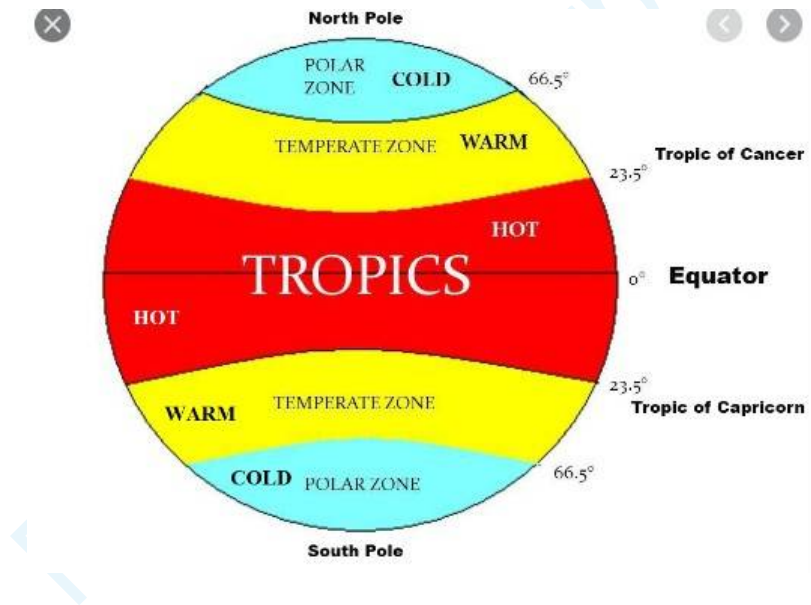 North Pole
POLAR
ZONE
COLD
66.5°
TEMPERATE ZONE
WARM
Tropic of Cancer
23.5°
HOT
TROPICS
0°
Equator
HOT
23.5°
Tropic of Capricorn
WARM
TEMPERATE ZONE
COLD
POLAR ZONE
66.5°
South Pole